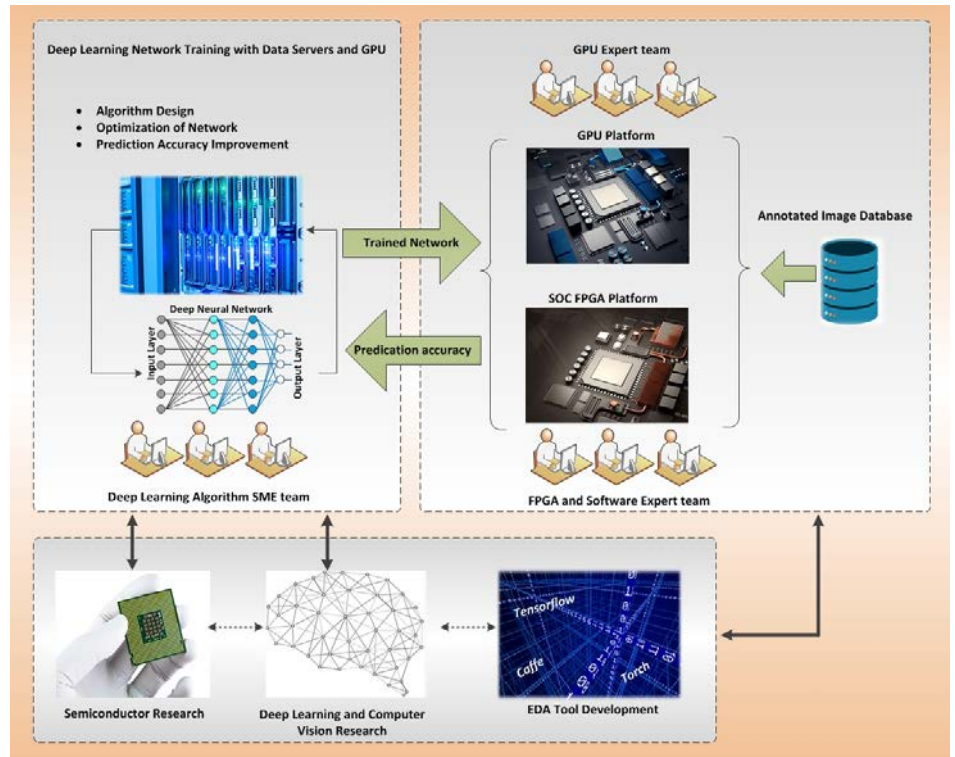 Deep Learning Network Training with Data Servers and GPU
• Algorithm Design
• Optimization of Network
• Prediction Accuracy Improvement
Deep Neural Network
Input Layer
Output Layer
Deep Learning Algorithm SME team
Trained Network
Predication accuracy
GPU Expert team
GPU Platform
SOC FPGA Platform
FPGA and Software Expert team
Annotated Image Database
Semiconductor Research
Deep Learning and Computer
Vision Research
Tensorflow
Caffe
Torch
EDA Tool Development